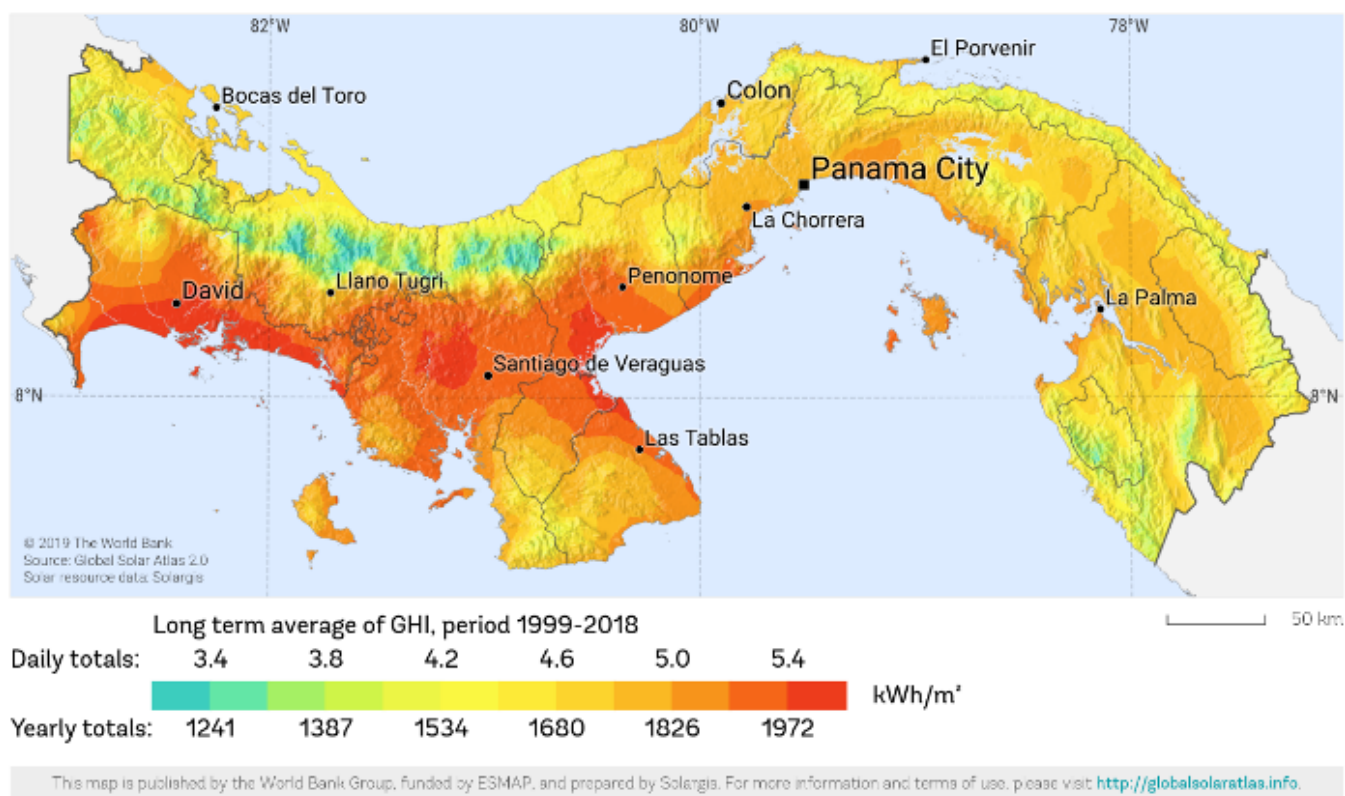 82°W 80°W 78°W
El Porvenir
Bocas del Toro
Colon
Panama City
La Chorrera
Penonome
Llano Tugri
David
La Palma
Santiago de Veraguas
8°N 8°N
Las Tablas
© 2019 The World Bank
Source: Global Solar Atlas 2.0
Solar resource data: Solargis
Long term average of GHI, period 1999-2018
50 km
Daily totals: 3.4 3.8 4.2 4.6 5.0 5.4
kWh/m²
Yearly totals: 1241 1387 1534 1680 1826 1972
This map is published by the World Bank Group, funded by ESMAP, and prepared by Solargis. For more information and terms of use, please visit http://globalsolaratlas.info.